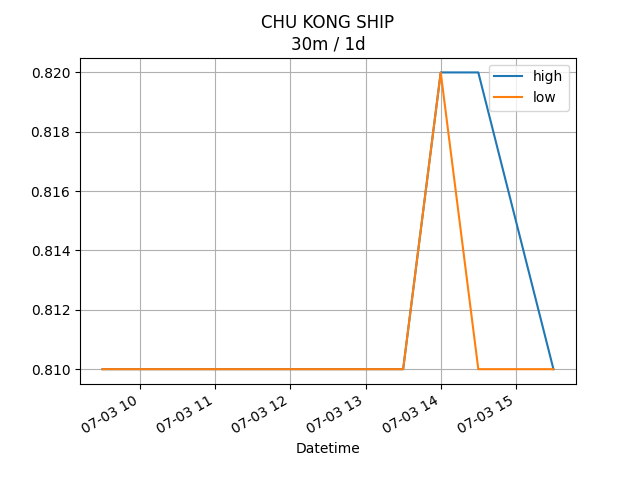 CHU KONG SHIP
30m / 1d
high
low
0.820
0.818
0.816
0.814
0.812
0.810
07-03 10
07-03 11
07-03 12
07-03 13
07-03 14
07-03 15
Datetime